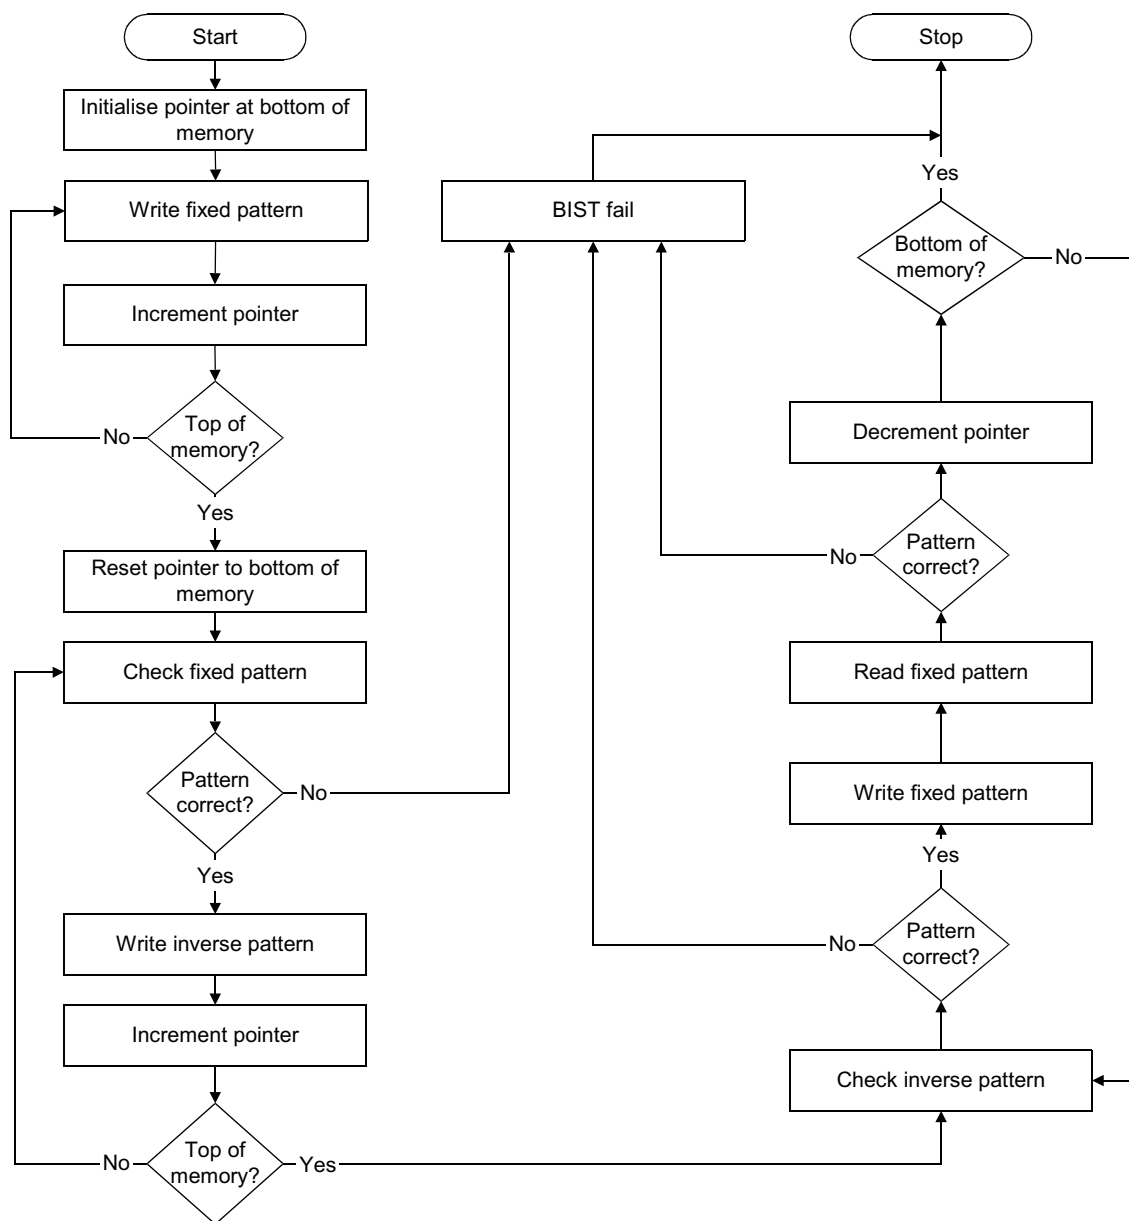 Start
Initialise pointer at bottom of
memory
Write fixed pattern
Increment pointer
Top of
memory?
No
Yes
Reset pointer to bottom of
memory
Check fixed pattern
Pattern
correct?
No
Yes
Write inverse pattern
Increment pointer
Top of
memory?
No
Yes
BIST fail
Stop
Yes
Bottom of
memory?
No
Decrement pointer
Pattern
correct?
No
Read fixed pattern
Write fixed pattern
Yes
Pattern
correct?
No
Check inverse pattern